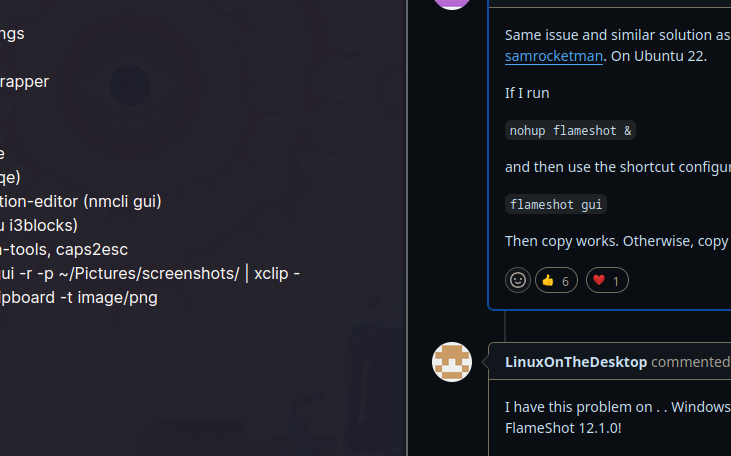 ngs
rapper
e
qe)
tion-editor (nmcli gui)
u i3blocks)
n-tools, caps2esc
gui -r -p ~/Pictures/screenshots/ | xclip -
ipboard -t image/png
Same issue and similar solution as
samrocketman. On Ubuntu 22.
If I run
nohup flameshot &
and then use the shortcut configur
flameshot gui
Then copy works. Otherwise, copy
👍 6 ❤️ 1
LinuxOnTheDesktop commented
I have this problem on . . Windows
FlameShot 12.1.0!